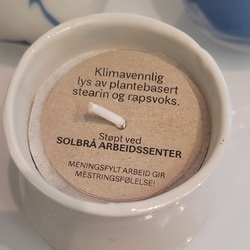 Klimavennlig
lys av plantebasert
stearin og rapsvoks.
Støpt ved
SOLBRÅ ARBEIDSSENTER
MENINGSFYLT ARBEID GIR
MESTRINGSFØLELSE!